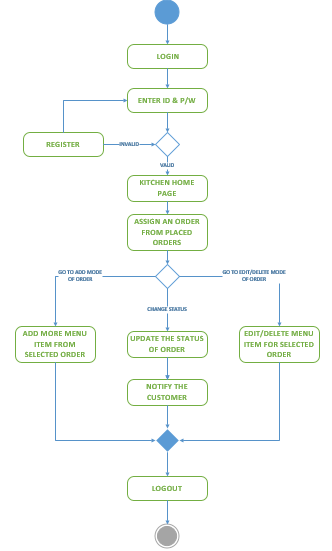 LOGIN
ENTER ID & P/W
REGISTER
INVALID
VALID
KITCHEN HOME
PAGE
ASSIGN AN ORDER
FROM PLACED
ORDERS
GO TO ADD MODE
OF ORDER
GO TO EDIT/DELETE MODE
OF ORDER
CHANGE STATUS
ADD MORE MENU
ITEM FROM
SELECTED ORDER
UPDATE THE STATUS
OF ORDER
EDIT/DELETE MENU
ITEM FOR SELECTED
ORDER
NOTIFY THE
CUSTOMER
LOGOUT